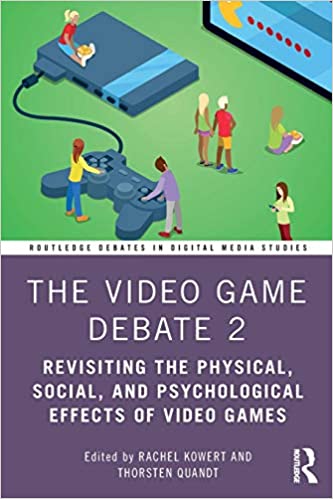 ROUTLEDGE DEBATES IN DIGITAL MEDIA STUDIES
THE VIDEO GAME
DEBATE 2
REVISITING THE PHYSICAL,
SOCIAL, AND PSYCHOLOGICAL
EFFECTS OF VIDEO GAMES
Edited by RACHEL KOWERT AND
THORSTEN QUANDT
ROUTLEDGE